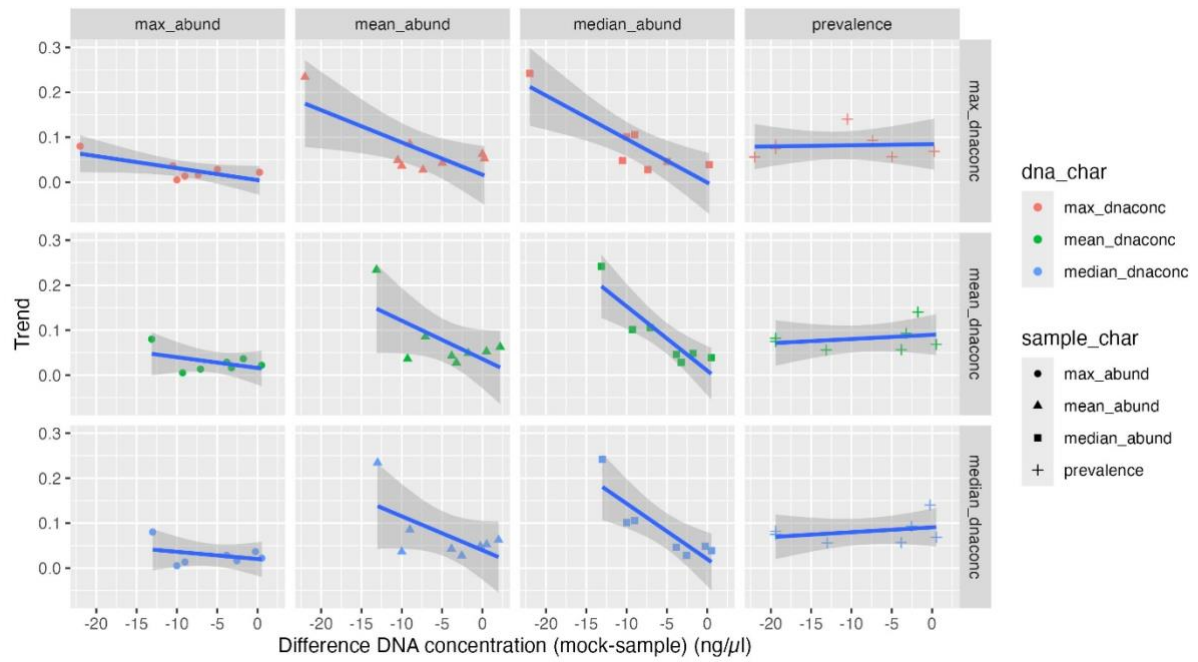 max_abund mean_abund median_abund prevalence
0.3
0.2
0.1
0.0
max_dnaconc
0.3
0.2
0.1
0.0
mean_dnaconc
0.3
0.2
0.1
0.0
median_dnaconc
Trend
-20 -15 -10 -5 0 -20 -15 -10 -5 0 -20 -15 -10 -5 0 -20 -15 -10 -5 0
Difference DNA concentration (mock-sample) (ng/µl)
dna_char
max_dnaconc
mean_dnaconc
median_dnaconc
sample_char
max_abund
mean_abund
median_abund
prevalence